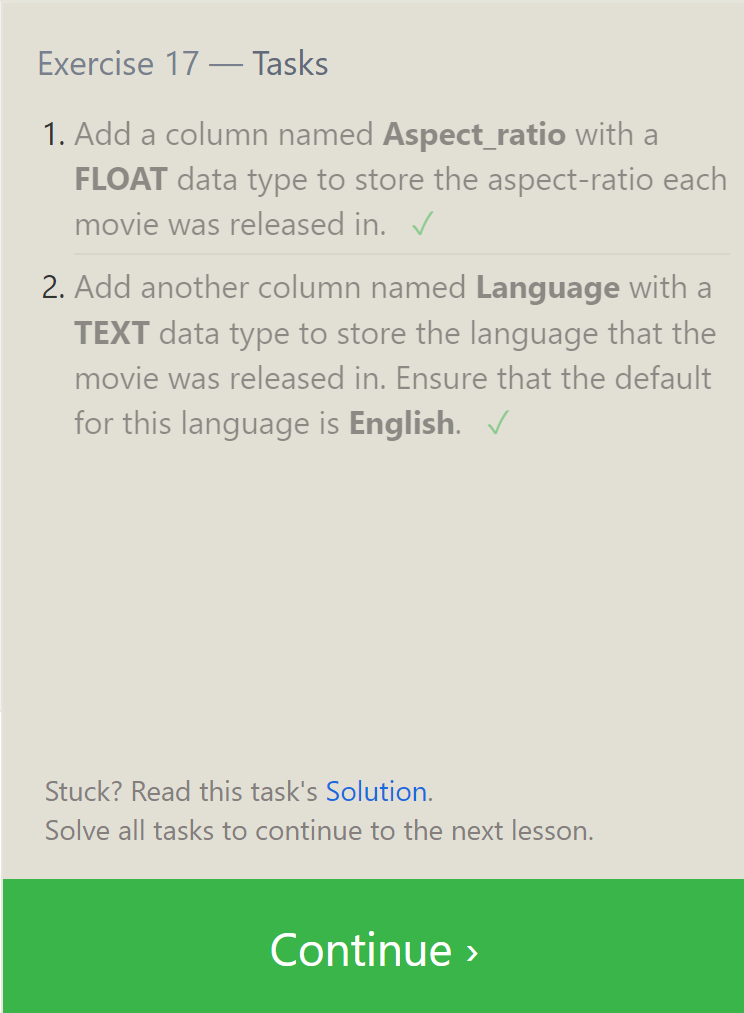 Exercise 17 — Tasks
1. Add a column named Aspect_ratio with a
FLOAT data type to store the aspect-ratio each
movie was released in. ✓
2. Add another column named Language with a
TEXT data type to store the language that the
movie was released in. Ensure that the default
for this language is English. ✓
Stuck? Read this task's Solution.
Solve all tasks to continue to the next lesson.
Continue ›